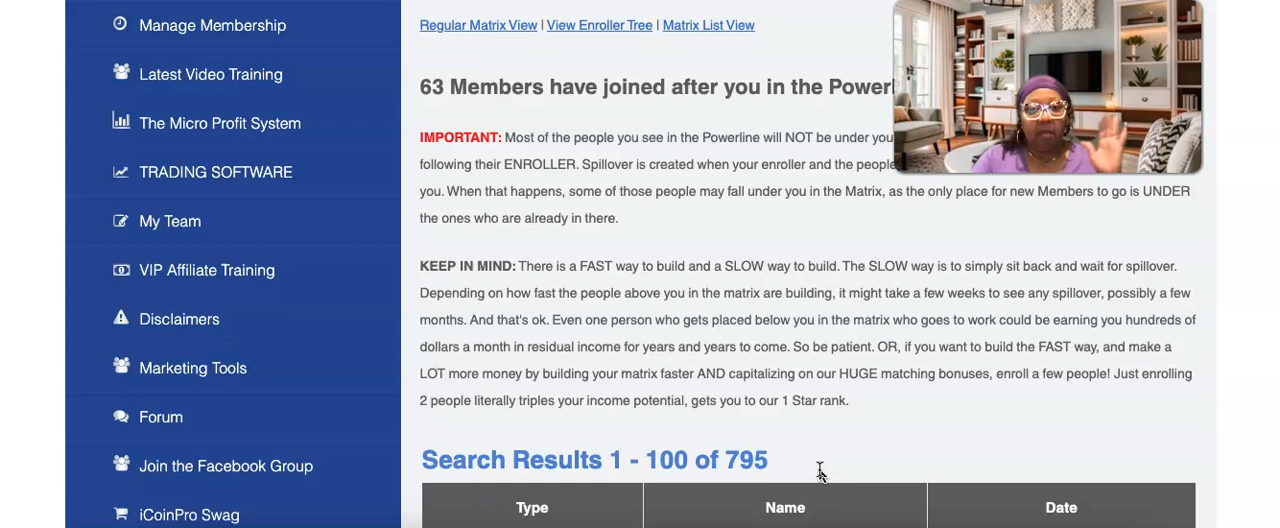 Manage Membership
Latest Video Training
The Micro Profit System
TRADING SOFTWARE
My Team
VIP Affiliate Training
Disclaimers
Marketing Tools
Forum
Join the Facebook Group
iCoinPro Swag
Regular Matrix View | View Enroller Tree | Matrix List View
63 Members have joined after you in the
IMPORTANT: Most of the people you see in the Powerline will NOT be under you
following their ENROLLER. Spillover is created when your enroller and the people
you. When that happens, some of those people may fall under you in the Matrix, as the only place for new Members to go is UNDER
the ones who are already in there.
KEEP IN MIND: There is a FAST way to build and a SLOW way to build. The SLOW way is to simply sit back and wait for spillover.
Depending on how fast the people above you in the matrix are building, it might take a few weeks to see any spillover, possibly a few
months. And that's ok. Even one person who gets placed below you in the matrix who goes to work could be earning you hundreds of
dollars a month in residual income for years and years to come. So be patient. OR, if you want to build the FAST way, and make a
LOT more money by building your matrix faster AND capitalizing on our HUGE matching bonuses, enroll a few people! Just enrolling
2 people literally triples your income potential, gets you to our 1 Star rank.
Search Results 1 - 100 of 795
Type Name Date